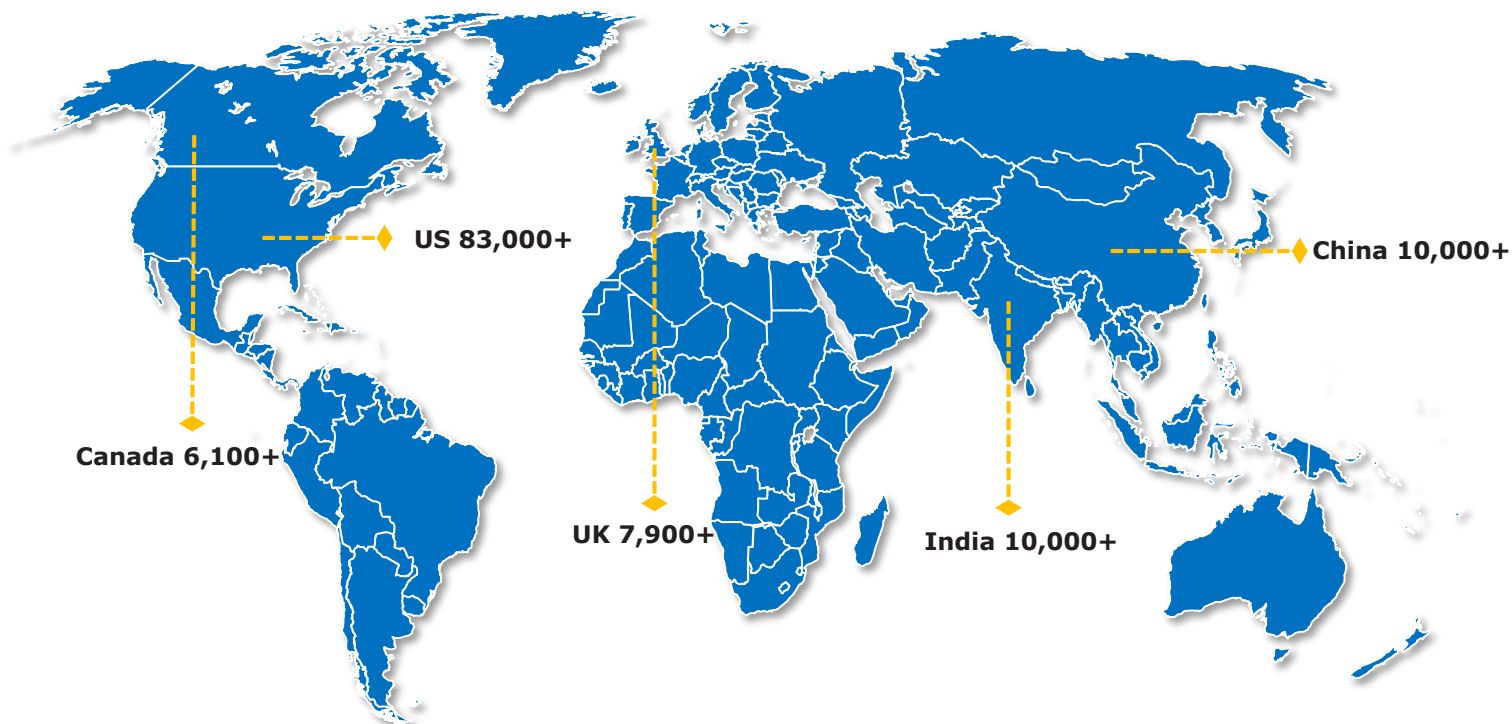 US 83,000+
China 10,000+
Canada 6,100+
UK 7,900+
India 10,000+